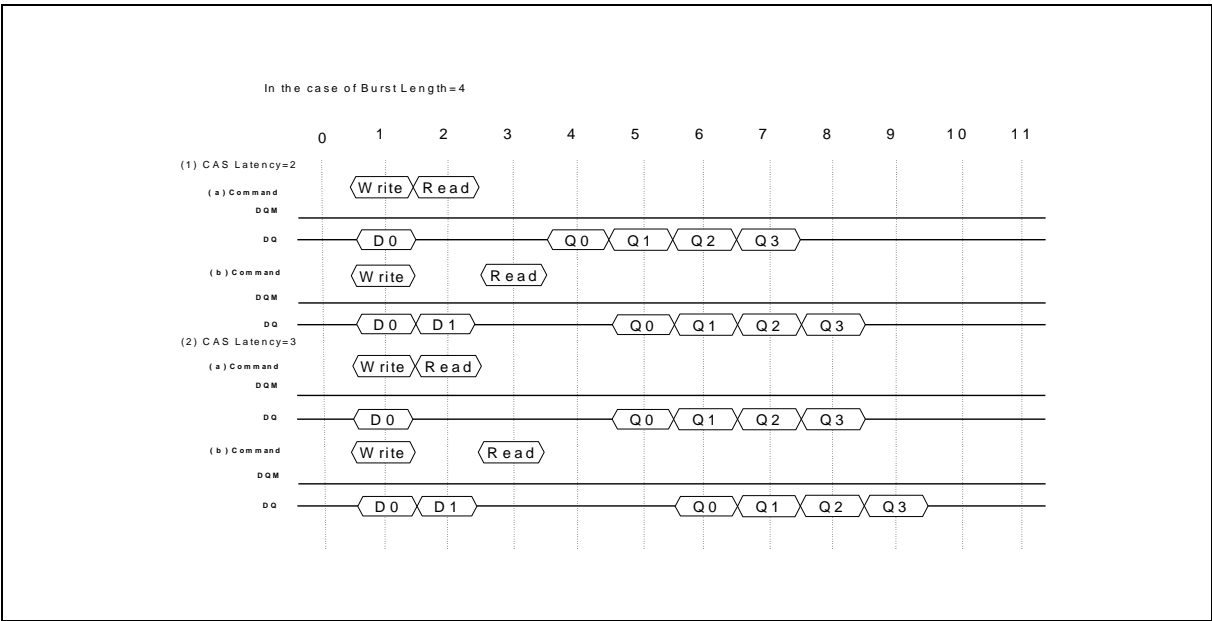 In the case of Burst Length=4
0 1 2 3 4 5 6 7 8 9 10 11
(1) CAS Latency=2
(a) Command Write Read
DQM
DQ D0 Q0 Q1 Q2 Q3
(b) Command Write Read
DQM
DQ D0 D1 Q0 Q1 Q2 Q3
(2) CAS Latency=3
(a) Command Write Read
DQM
DQ D0 Q0 Q1 Q2 Q3
(b) Command Write Read
DQM
DQ D0 D1 Q0 Q1 Q2 Q3